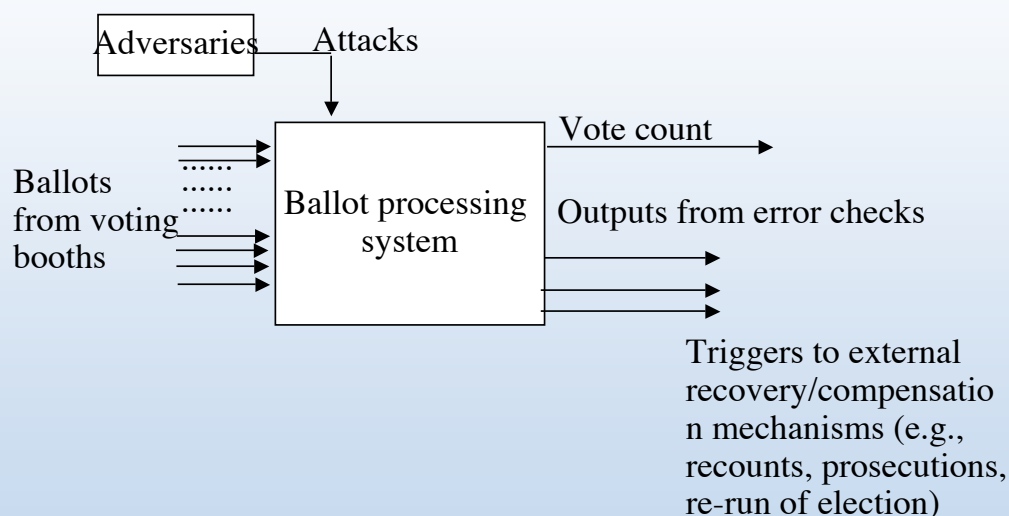 Adversaries
Attacks
Vote count
......
......
......
Ballots
from voting
booths
Ballot processing
system
Outputs from error checks
Triggers to external
recovery/compensatio
n mechanisms (e.g.,
recounts, prosecutions,
re-run of election)